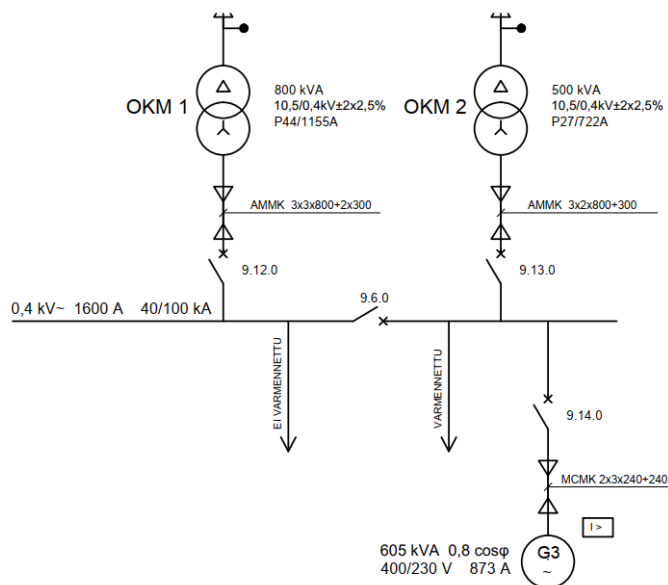 OKM 1
800 kVA
10,5/0,4kV±2x2,5%
P44/1155A
OKM 2
500 kVA
10,5/0,4kV±2x2,5%
P27/722A
AMMK 3x3x800+2x300
AMMK 3x2x800+300
9.12.0
9.13.0
9.6.0
0,4 kV~ 1600 A 40/100 kA
EI VARMENNETTU
VARMENNETTU
9.14.0
MCMK 2x3x240+240
I >
605 kVA 0,8 cosφ
400/230 V 873 A
G3
~